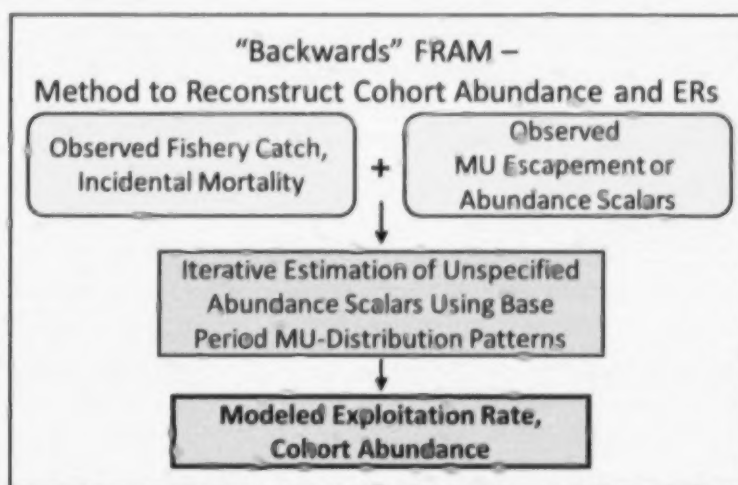 "Backwards" FRAM –
Method to Reconstruct Cohort Abundance and ERs
Observed Fishery Catch,
Incidental Mortality
+
Observed
MU Escapement or
Abundance Scalars
Iterative Estimation of Unspecified
Abundance Scalars Using Base
Period MU-Distribution Patterns
Modeled Exploitation Rate,
Cohort Abundance